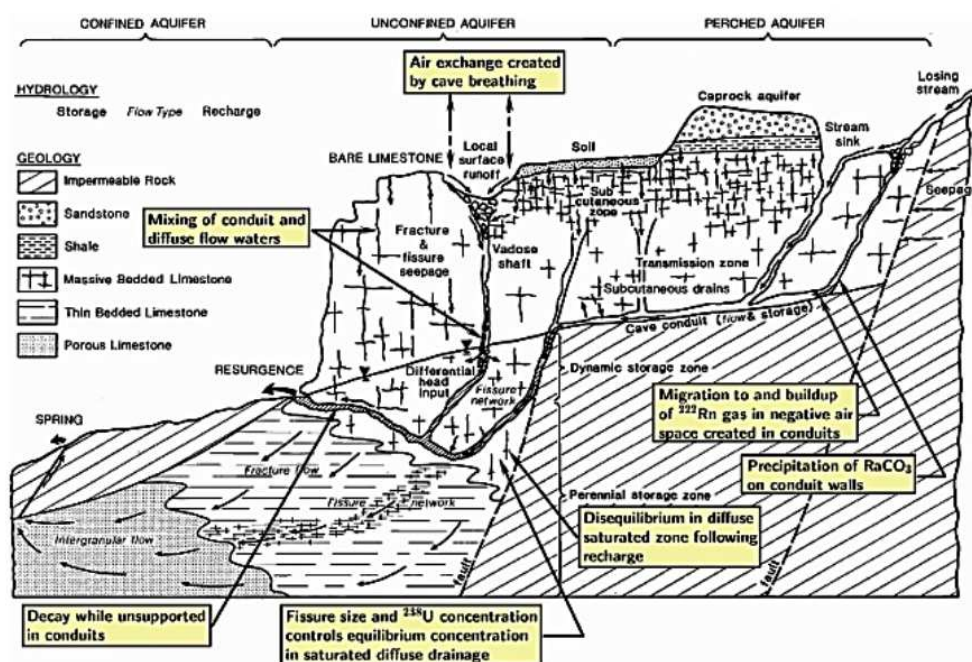 CONFINED AQUIFER
UNCONFINED AQUIFER
PERCHED AQUIFER
Air exchange created
by cave breathing
Losing
stream
HYDROLOGY
Storage Flow Type Recharge
Caprock aquifer
Stream
sink
Local
surface
runoff
Soil
BARE LIMESTONE
GEOLOGY
Impermeable Rock
Sandstone
Shale
Massive Bedded Limestone
Thin Bedded Limestone
Porous Limestone
Sub
cutaneous
zone
Seepag
Mixing of conduit and
diffuse flow waters
Fracture
&
fissure
seepage
Vadose
shaft
Transmission zone
Subcutaneous drains
Cave conduit (flow & storage)
RESURGENCE
Differential
head
input
Fissure
network
Dynamic storage zone
Migration to and buildup
of ²²²Rn gas in negative air
space created in conduits
SPRING
Precipitation of RaCO₃
on conduit walls
Fracture flow
Fissure network
Perennial storage zone
Disequilibrium in diffuse
saturated zone following
recharge
Intergranular flow
fault
fault
Decay while unsupported
in conduits
Fissure size and ²³⁸U concentration
controls equilibrium concentration
in saturated diffuse drainage